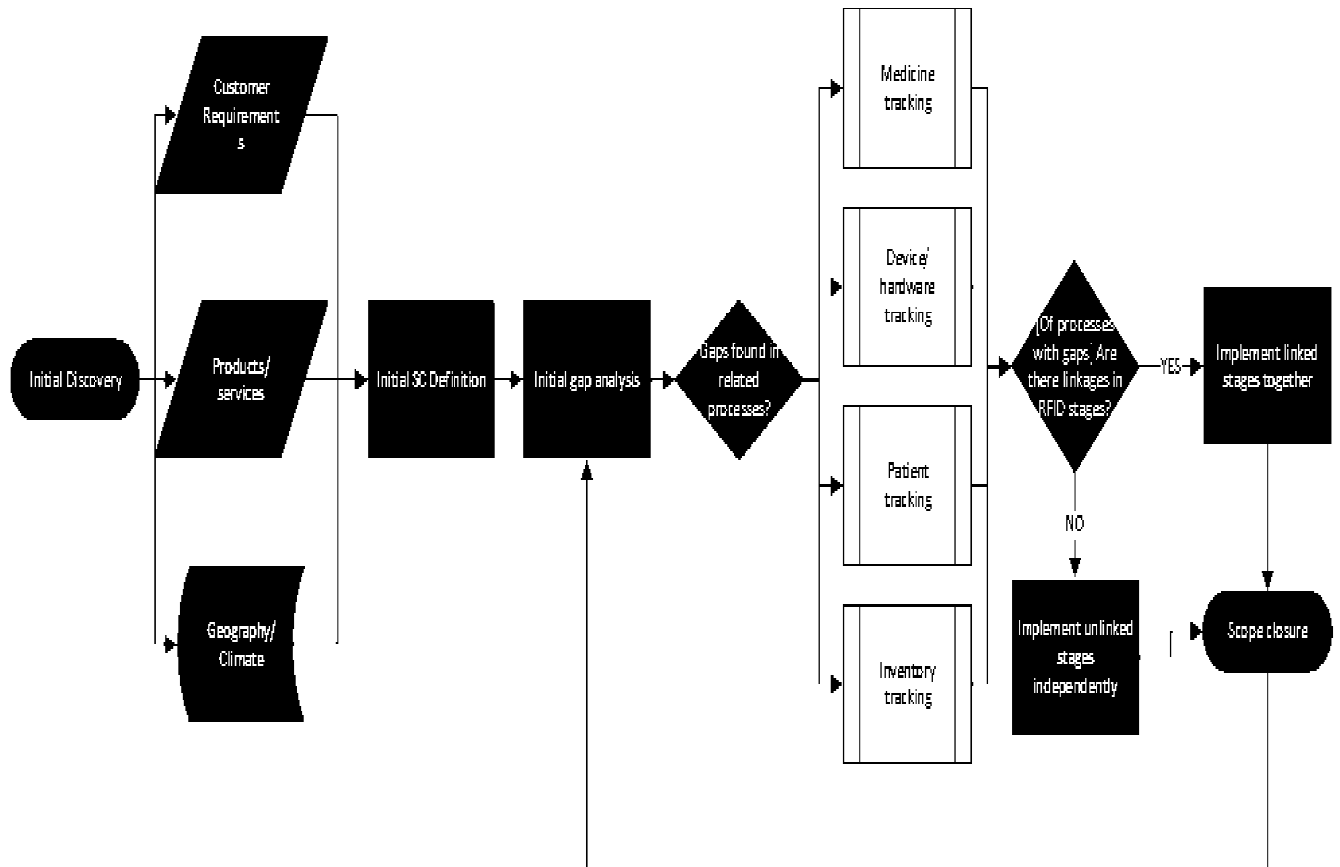 Customer
Requirement
s
Products/
services
Geography/
Climate
Initial Discovery
Initial SC Definition
Initial gap analysis
Gaps found in
related
processes?
Medicine
tracking
Device/
hardware
tracking
Patient
tracking
Inventory
tracking
(Of processes
with gaps) Are
there linkages in
RFID stages?
YES
NO
Implement linked
stages together
Implement unlinked
stages
independently
Scope closure